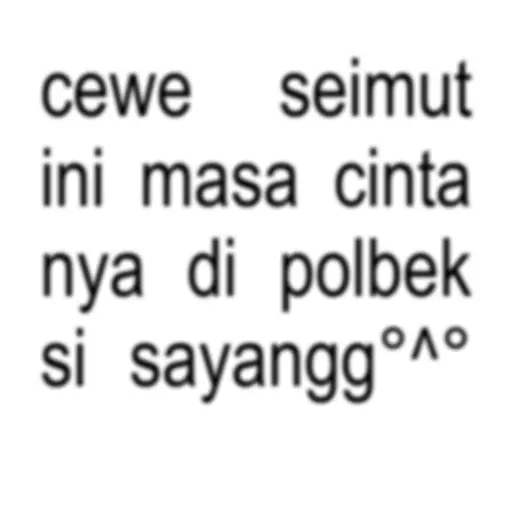 cewe seimut
ini masa cinta
nya di polbek
si sayangg°^°